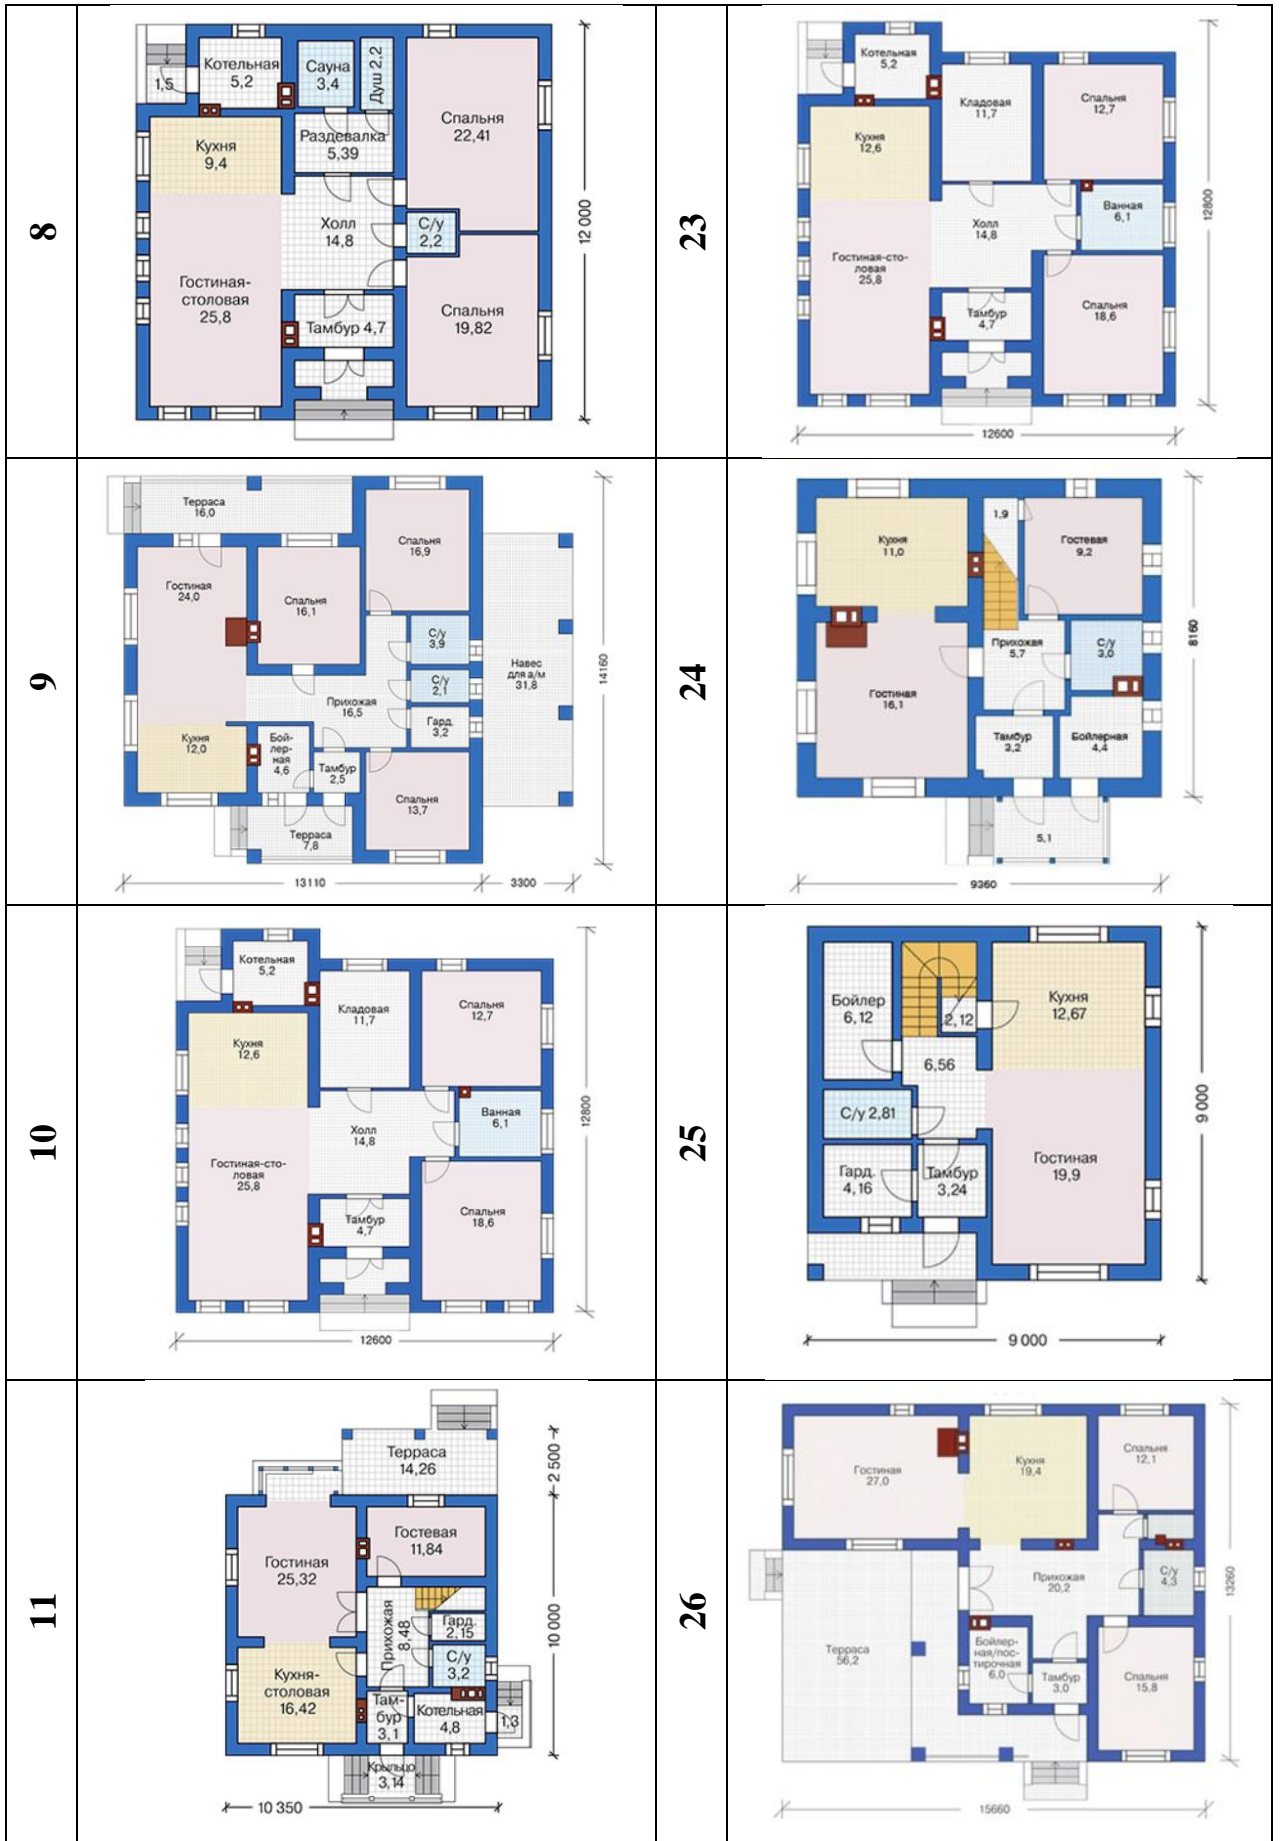 8
Котельная
5,2
Сауна
3,4
Душ 2,2
1,5
Спальня
22,41
Кухня
9,4
Раздевалка
5,39
Холл
14,8
С/у
2,2
Гостиная-
столовая
25,8
Тамбур 4,7
Спальня
19,82
12 000
23
Котельная
5,2
Кладовая
11,7
Спальня
12,7
Кухня
12,6
Ванная
6,1
Холл
14,8
Гостиная-сто-
ловая
25,8
Тамбур
4,7
Спальня
18,6
12800
12600
9
Терраса
16,0
Спальня
16,9
Гостиная
24,0
Спальня
16,1
С/у
3,9
С/у
2,1
Навес
для а/м
31,8
Прихожая
16,5
Гард.
3,2
Кухня
12,0
Бой-
лер-
ная
4,6
Тамбур
2,5
Спальня
13,7
Терраса
7,8
14160
13110
3300
24
1,9
Кухня
11,0
Гостевая
9,2
Прихожая
5,7
С/у
3,0
Гостиная
16,1
Тамбур
3,2
Бойлерная
4,4
5,1
8160
9360
10
Котельная
5,2
Кладовая
11,7
Спальня
12,7
Кухня
12,6
Ванная
6,1
Холл
14,8
Гостиная-сто-
ловая
25,8
Тамбур
4,7
Спальня
18,6
12800
12600
25
Бойлер
6,12
Кухня
12,67
2,12
6,56
С/у 2,81
Гостиная
19,9
Гард.
4,16
Тамбур
3,24
9 000
9 000
11
Терраса
14,26
2 500
Гостевая
11,84
Гостиная
25,32
Прихожая
8,48
Гард.
2,15
С/у
3,2
Кухня-
столовая
16,42
Там-
бур
3,1
Котельная
4,8
1,3
Крыльцо
3,14
10 000
10 350
26
Спальня
12,1
Гостиная
27,0
Кухня
19,4
Прихожая
20,2
С/у
4,3
Терраса
56,2
Бойлер-
ная/пос-
тирочная
6,0
Тамбур
3,0
Спальня
15,8
13260
15660